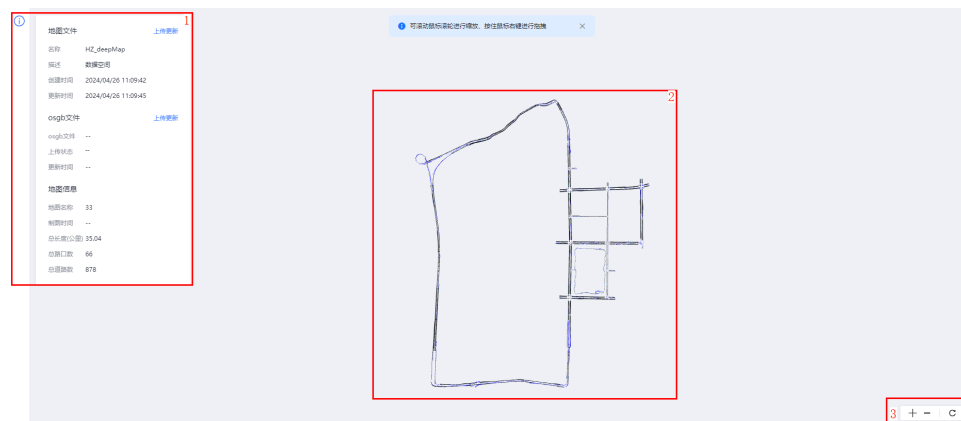 1
地图文件 上传更新
名称 HZ_deepMap
描述 数据空间
创建时间 2024/04/26 11:09:42
更新时间 2024/04/26 11:09:45
osgb文件 上传更新
osgb文件 --
上传状态 --
更新时间 --
地图信息
地图名称 33
制图时间 --
总长度(公里) 35.04
总路口数 66
总道路数 878
可滚动鼠标滚轮进行缩放、按住鼠标右键进行拖拽
2
3